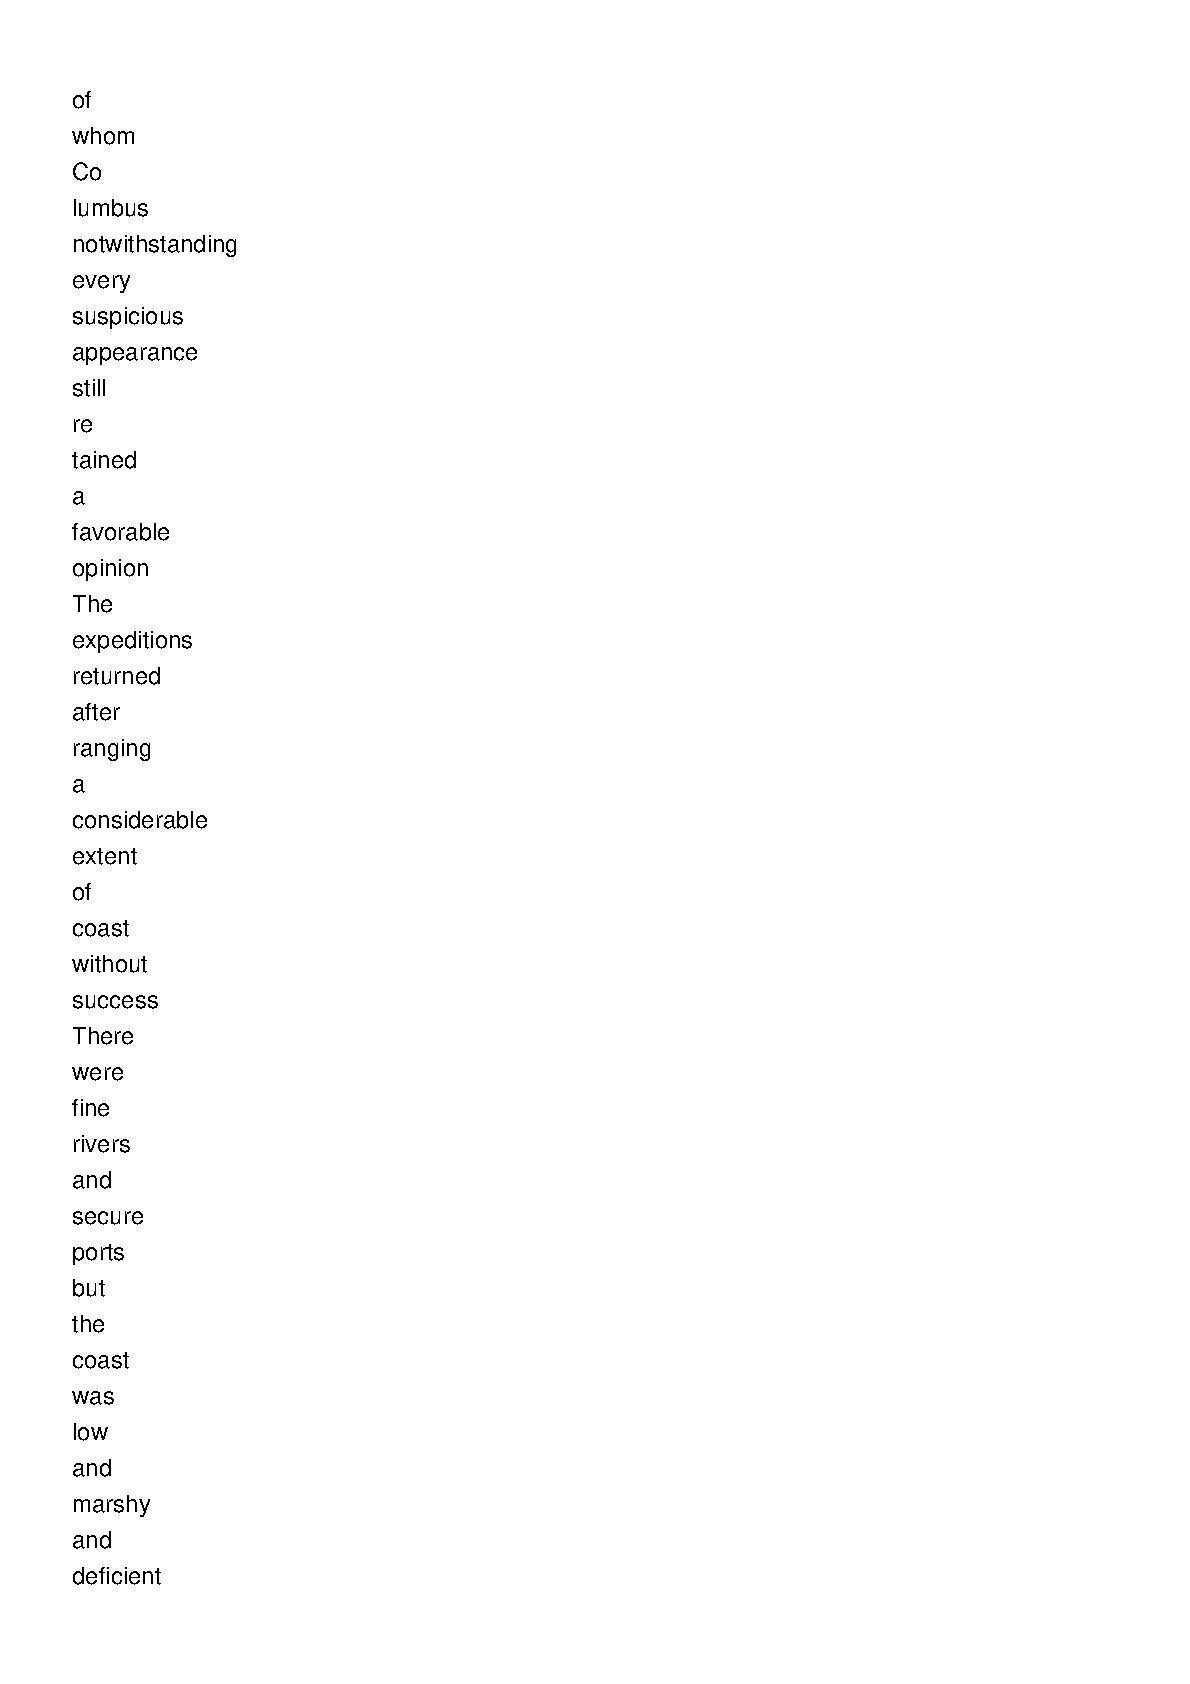 of
whom
Co
lumbus
notwithstanding
every
suspicious
appearance
still
re
tained
a
favorable
opinion
The
expeditions
returned
after
ranging
a
considerable
extent
of
coast
without
success
There
were
fine
rivers
and
secure
ports
but
the
coast
was
low
and
marshy
and
deficient